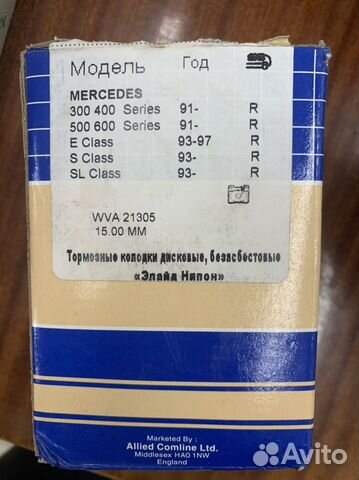 Модель Год
MERCEDES
300 400 Series 91- R
500 600 Series 91- R
E Class 93-97 R
S Class 93- R
SL Class 93- R
WVA 21305
15.00 MM
Тормозные колодки дисковые, безасбестовые
«Элайд Нипон»
Marketed By :
Allied Comline Ltd.
Middlesex HA0 1NW
England
Avito